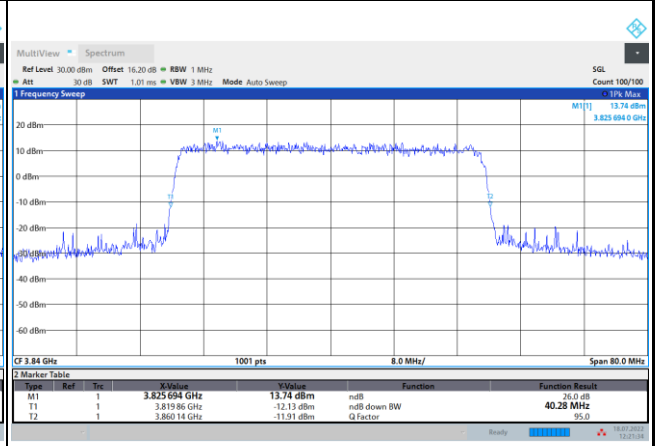 MultiView Spectrum
Ref Level 30.00 dBm Offset 16.20 dB RBW 1 MHz SGL
Att 30 dB SWT 1.01 ms VBW 3 MHz Mode Auto Sweep Count 100/100
1 Frequency Sweep 1Pk Max
M1[1] 13.74 dBm
3.825 694 0 GHz
20 dBm
M1
10 dBm
0 dBm
T1 T2
-10 dBm
-20 dBm
-30 dBm
-40 dBm
-50 dBm
-60 dBm
CF 3.84 GHz 1001 pts 8.0 MHz/ Span 80.0 MHz
2 Marker Table
Type Ref Trc X-Value Y-Value Function Function Result
M1 1 3.825 694 GHz 13.74 dBm ndB 26.0 dB
T1 1 3.819 86 GHz -12.13 dBm ndB down BW 40.28 MHz
T2 1 3.860 14 GHz -11.91 dBm Q Factor 95.0
Ready 18.07.2022
12:21:34